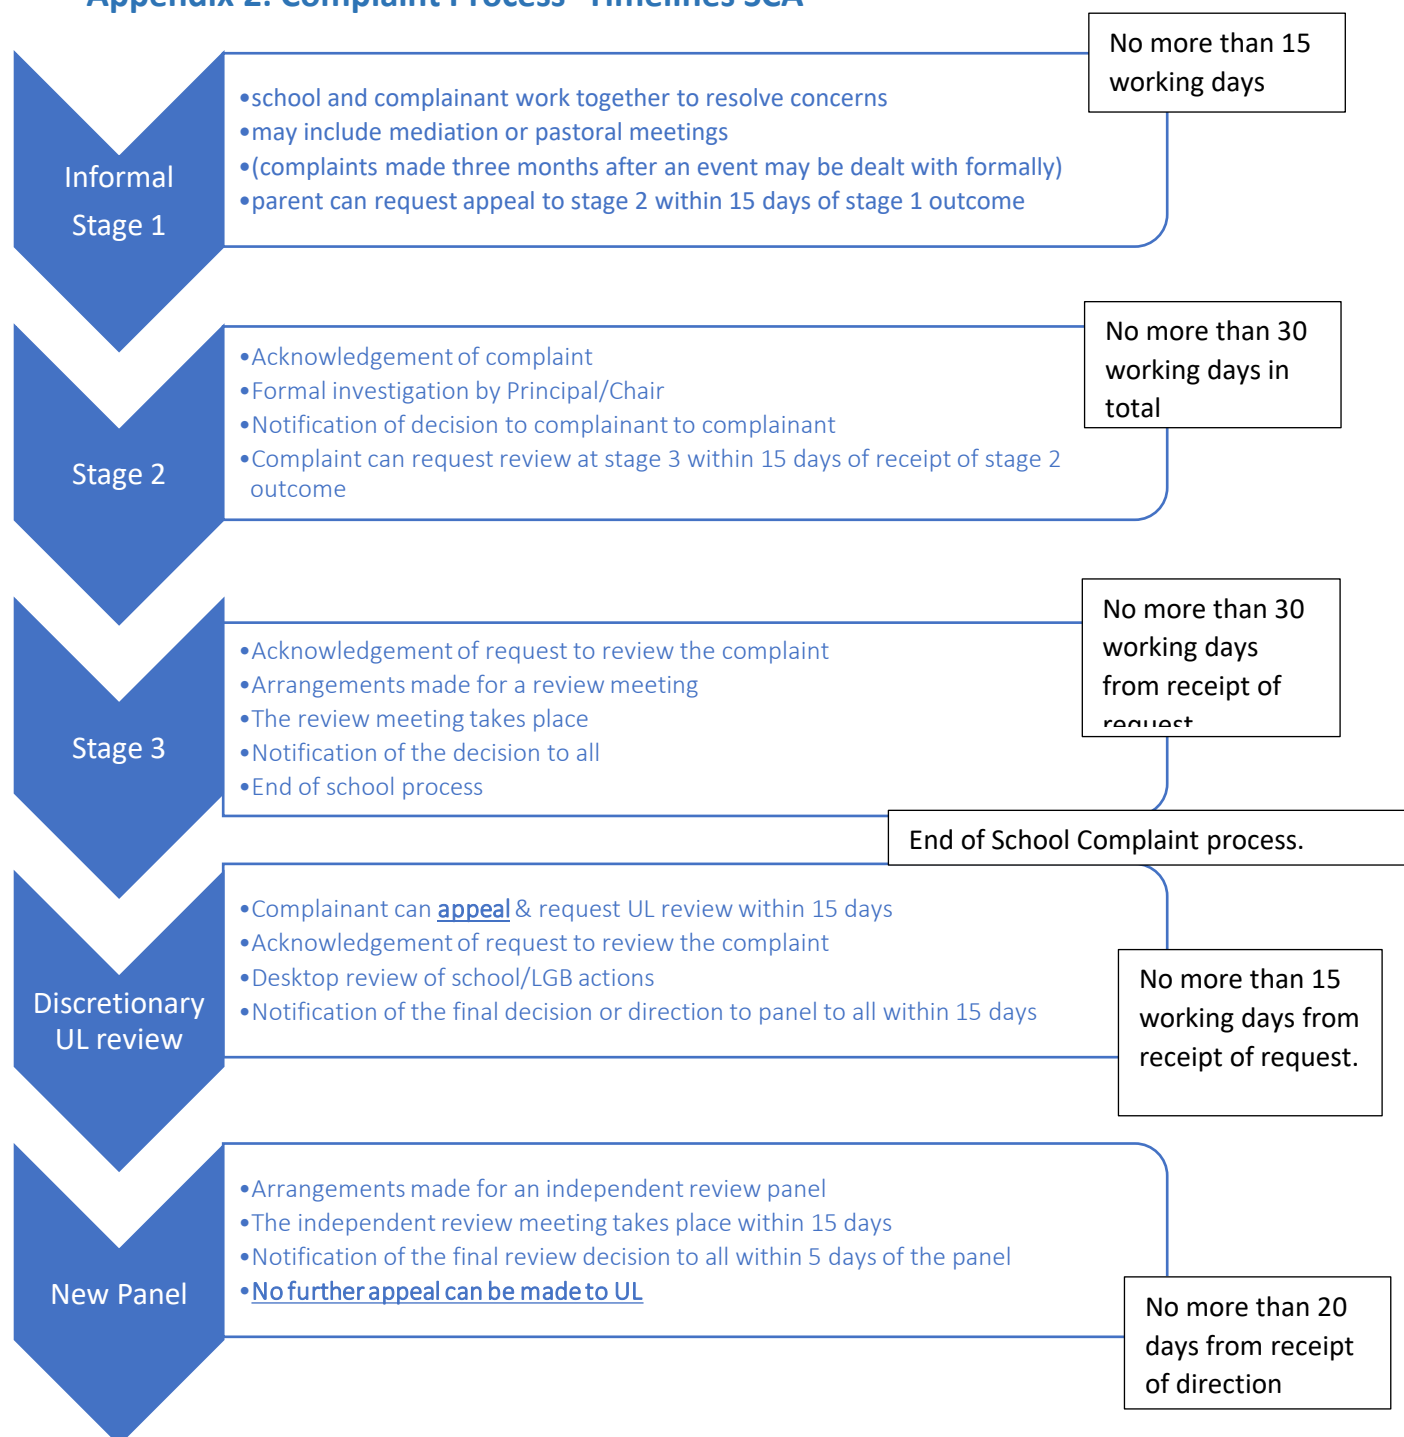 Appendix 2: Complaint Process Timelines SCA
No more than 15
working days
•school and complainant work together to resolve concerns
•may include mediation or pastoral meetings
•(complaints made three months after an event may be dealt with formally)
•parent can request appeal to stage 2 within 15 days of stage 1 outcome
Informal
Stage 1
No more than 30
working days in
total
•Acknowledgement of complaint
•Formal investigation by Principal/Chair
•Notification of decision to complainant to complainant
•Complaint can request review at stage 3 within 15 days of receipt of stage 2
outcome
Stage 2
No more than 30
working days
from receipt of
request
•Acknowledgement of request to review the complaint
•Arrangements made for a review meeting
•The review meeting takes place
•Notification of the decision to all
•End of school process
Stage 3
End of School Complaint process.
•Complainant can appeal & request UL review within 15 days
•Acknowledgement of request to review the complaint
•Desktop review of school/LGB actions
•Notification of the final decision or direction to panel to all within 15 days
Discretionary
UL review
No more than 15
working days from
receipt of request.
•Arrangements made for an independent review panel
•The independent review meeting takes place within 15 days
•Notification of the final review decision to all within 5 days of the panel
•No further appeal can be made to UL
New Panel
No more than 20
days from receipt
of direction